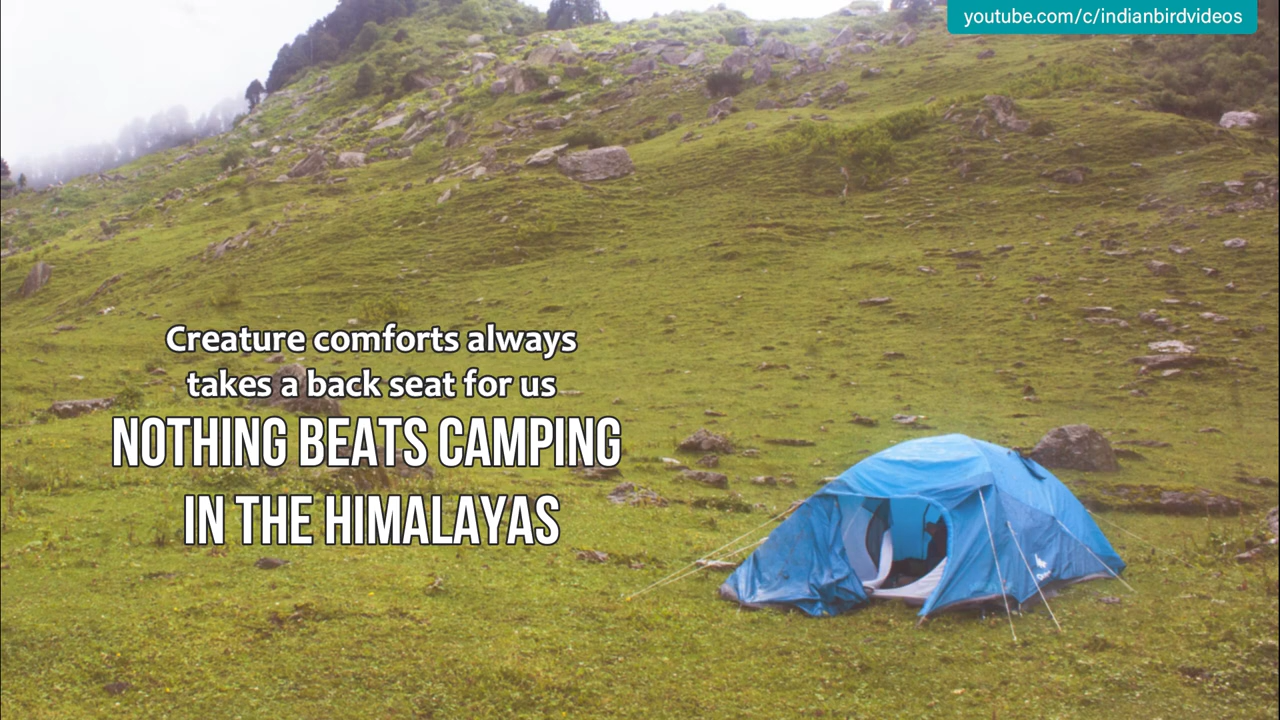 youtube.com/c/indianbirdvideos
Creature comforts always
takes a back seat for us
NOTHING BEATS CAMPING
IN THE HIMALAYAS